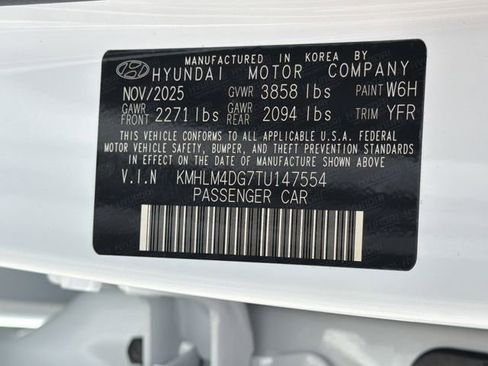 MANUFACTURED IN KOREA BY
HYUNDAI MOTOR COMPANY
NOV/2025 GVWR 3858 lbs PAINT W6H
GAWR FRONT 2271 lbs GAWR REAR 2094 lbs TRIM YFR
THIS VEHICLE CONFORMS TO ALL APPLICABLE U.S.A. FEDERAL
MOTOR VEHICLE SAFETY, BUMPER, AND THEFT PREVENTION
STANDARDS IN EFFECT ON THE DATE OF MANUFACTURE SHOWN
ABOVE.
V.I.N KMHLM4DG7TU147554
PASSENGER CAR